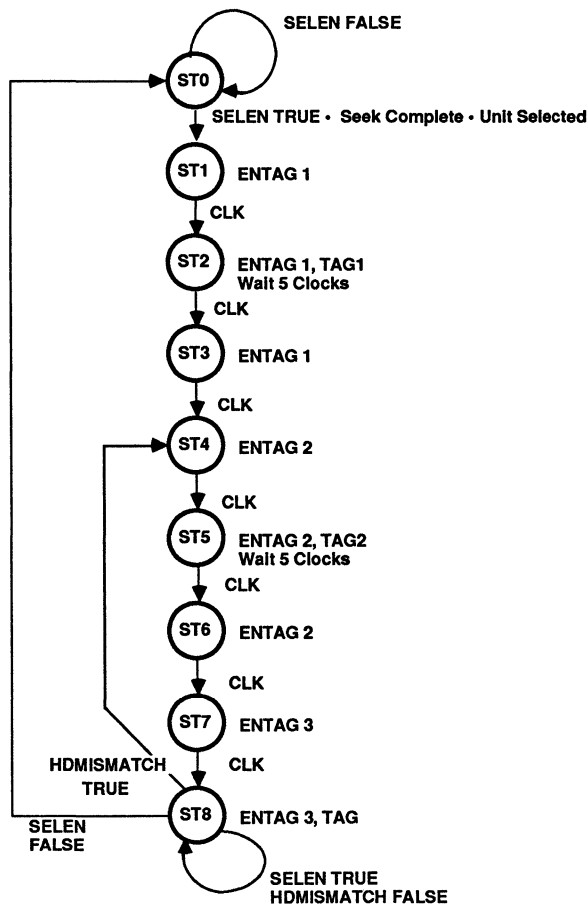 SELEN FALSE
ST0
SELEN TRUE • Seek Complete • Unit Selected
ST1
ENTAG 1
CLK
ST2
ENTAG 1, TAG1
Wait 5 Clocks
CLK
ST3
ENTAG 1
CLK
ST4
ENTAG 2
CLK
ST5
ENTAG 2, TAG2
Wait 5 Clocks
CLK
ST6
ENTAG 2
CLK
ST7
ENTAG 3
CLK
HDMISMATCH
TRUE
ST8
ENTAG 3, TAG
SELEN
FALSE
SELEN TRUE
HDMISMATCH FALSE